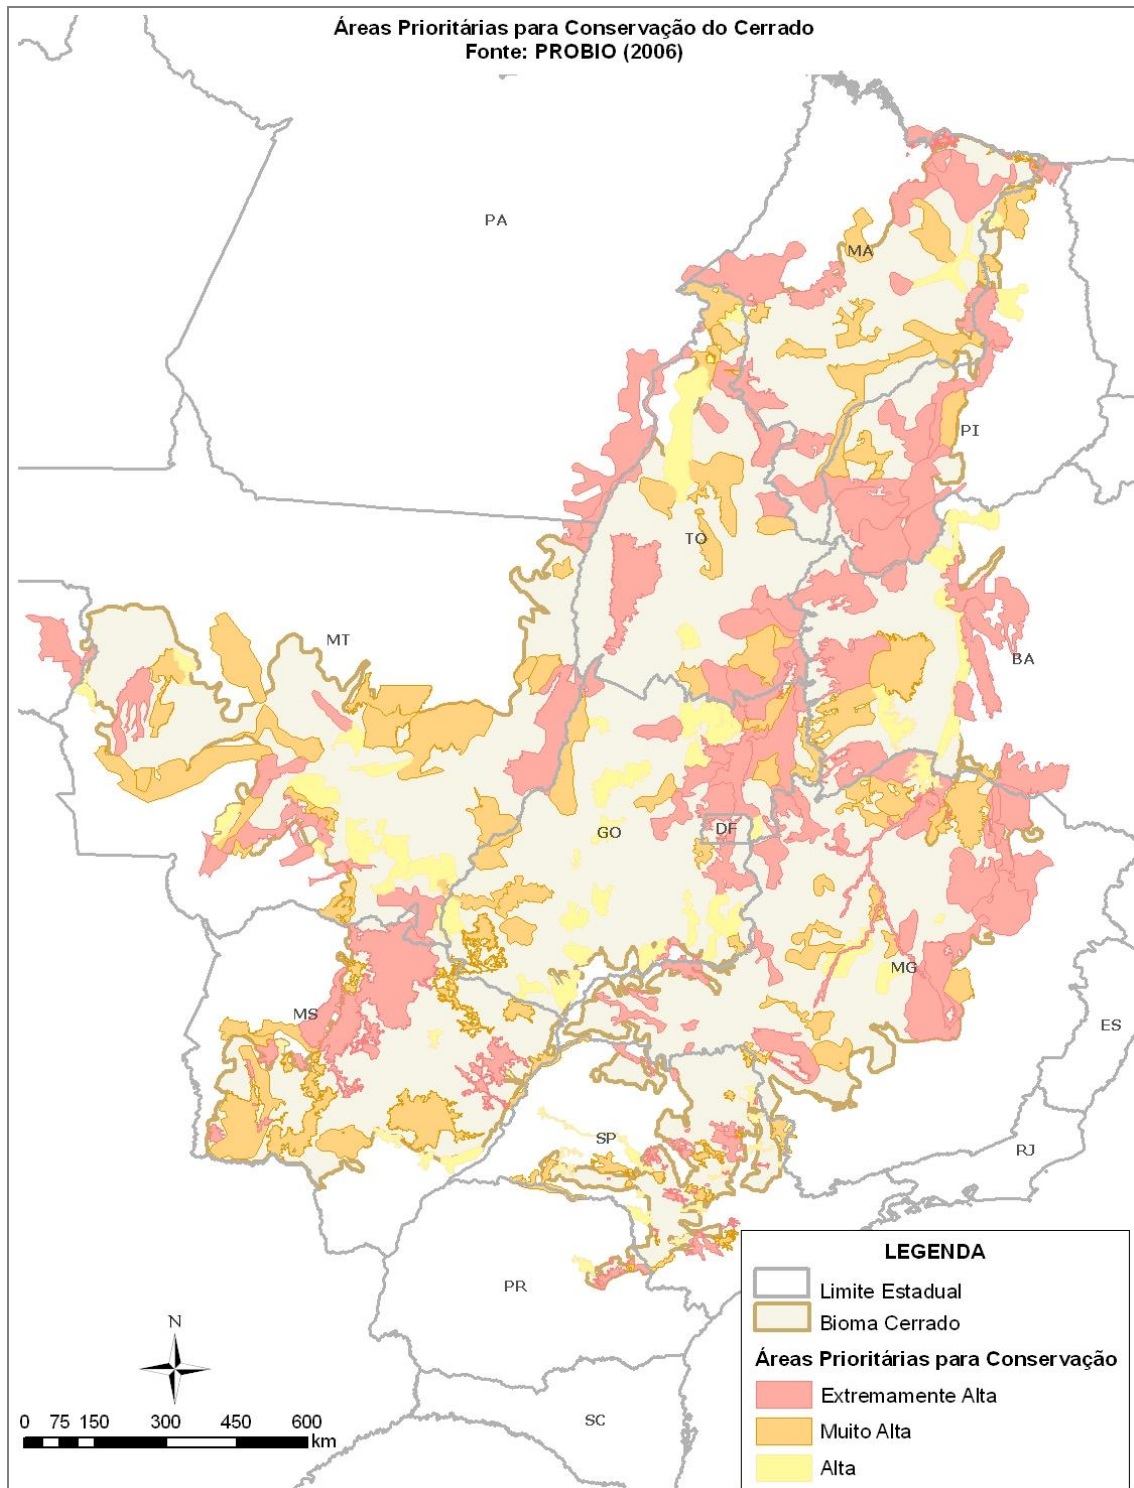 Áreas Prioritárias para Conservação do Cerrado
Fonte: PROBIO (2006)
PA
MA
PI
TO
MT
BA
GO
DF
MS
MG
ES
SP
RJ
PR
SC
N
0 75 150 300 450 600
km
LEGENDA
Limite Estadual
Bioma Cerrado
Áreas Prioritárias para Conservação
Extremamente Alta
Muito Alta
Alta